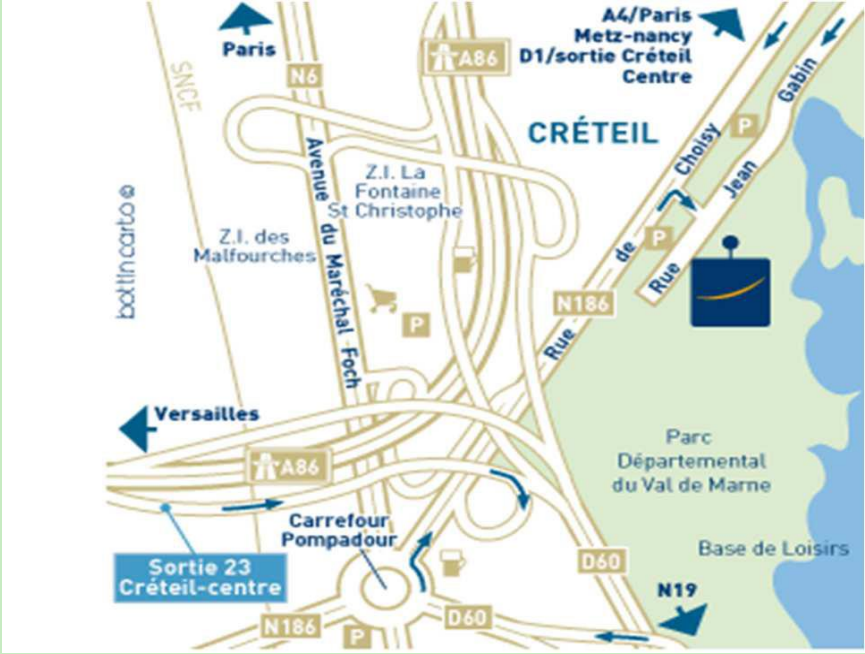 A4/Paris
Metz-nancy
D1/sortie Créteil
Centre
Paris
SNCF
N6
A86
Gabin
CRÉTEIL
P
Choisy
Avenue du Maréchal Foch
Z.I. La
Fontaine
St Christophe
Jean
Z.I. des
Malfourches
de
P
Rue
bottincarto©
N186
P
Rue
Versailles
A86
Parc
Départemental
du Val de Marne
Carrefour
Pompadour
Base de Loisirs
Sortie 23
Créteil-centre
D60
N19
N186
P
D60